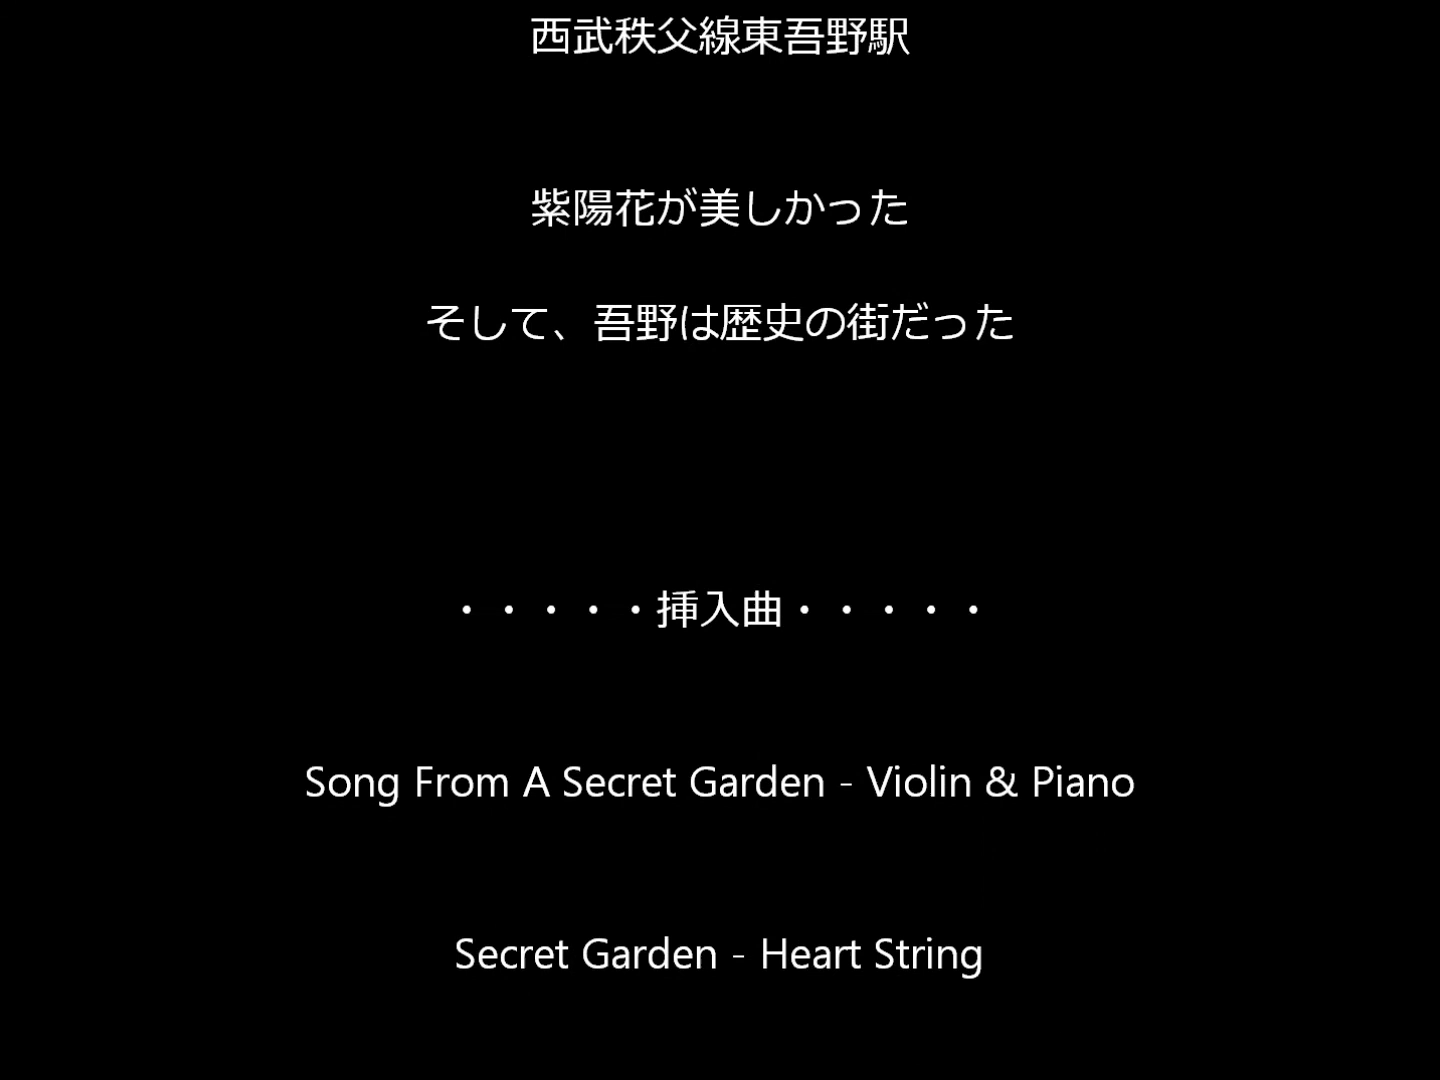 西武秩父線東吾野駅
紫陽花が美しかった
そして、吾野は歴史の街だった
・・・・・挿入曲・・・・・
Song From A Secret Garden - Violin & Piano
Secret Garden - Heart String